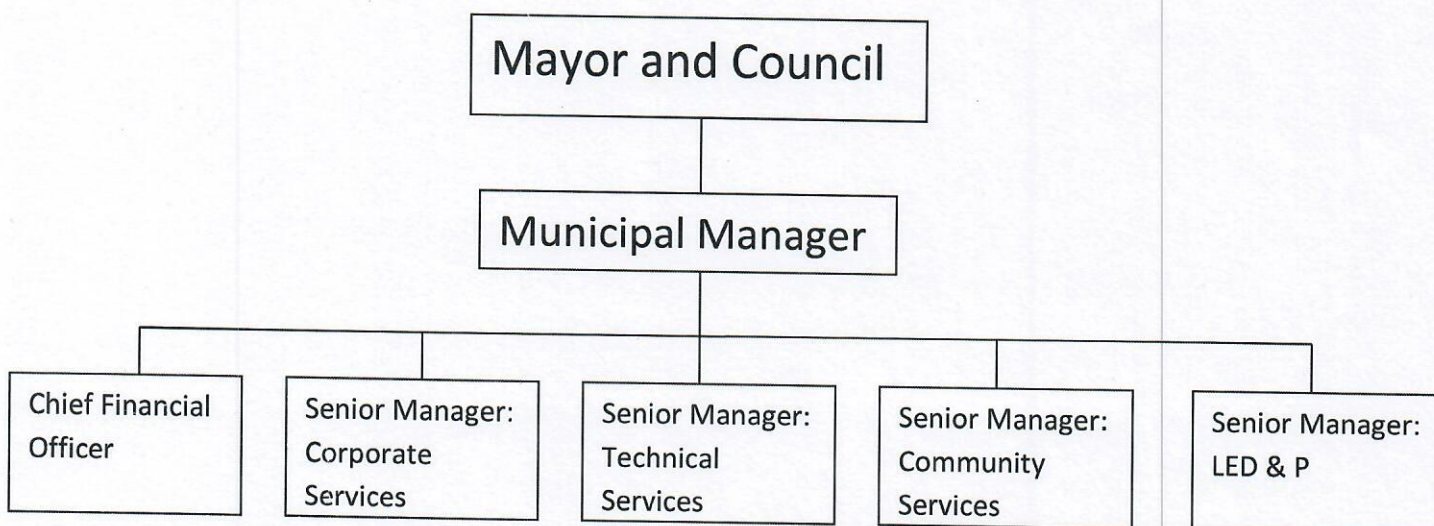 Mayor and Council
Municipal Manager
Chief Financial
Officer
Senior Manager:
Corporate
Services
Senior Manager:
Technical
Services
Senior Manager:
Community
Services
Senior Manager:
LED & P